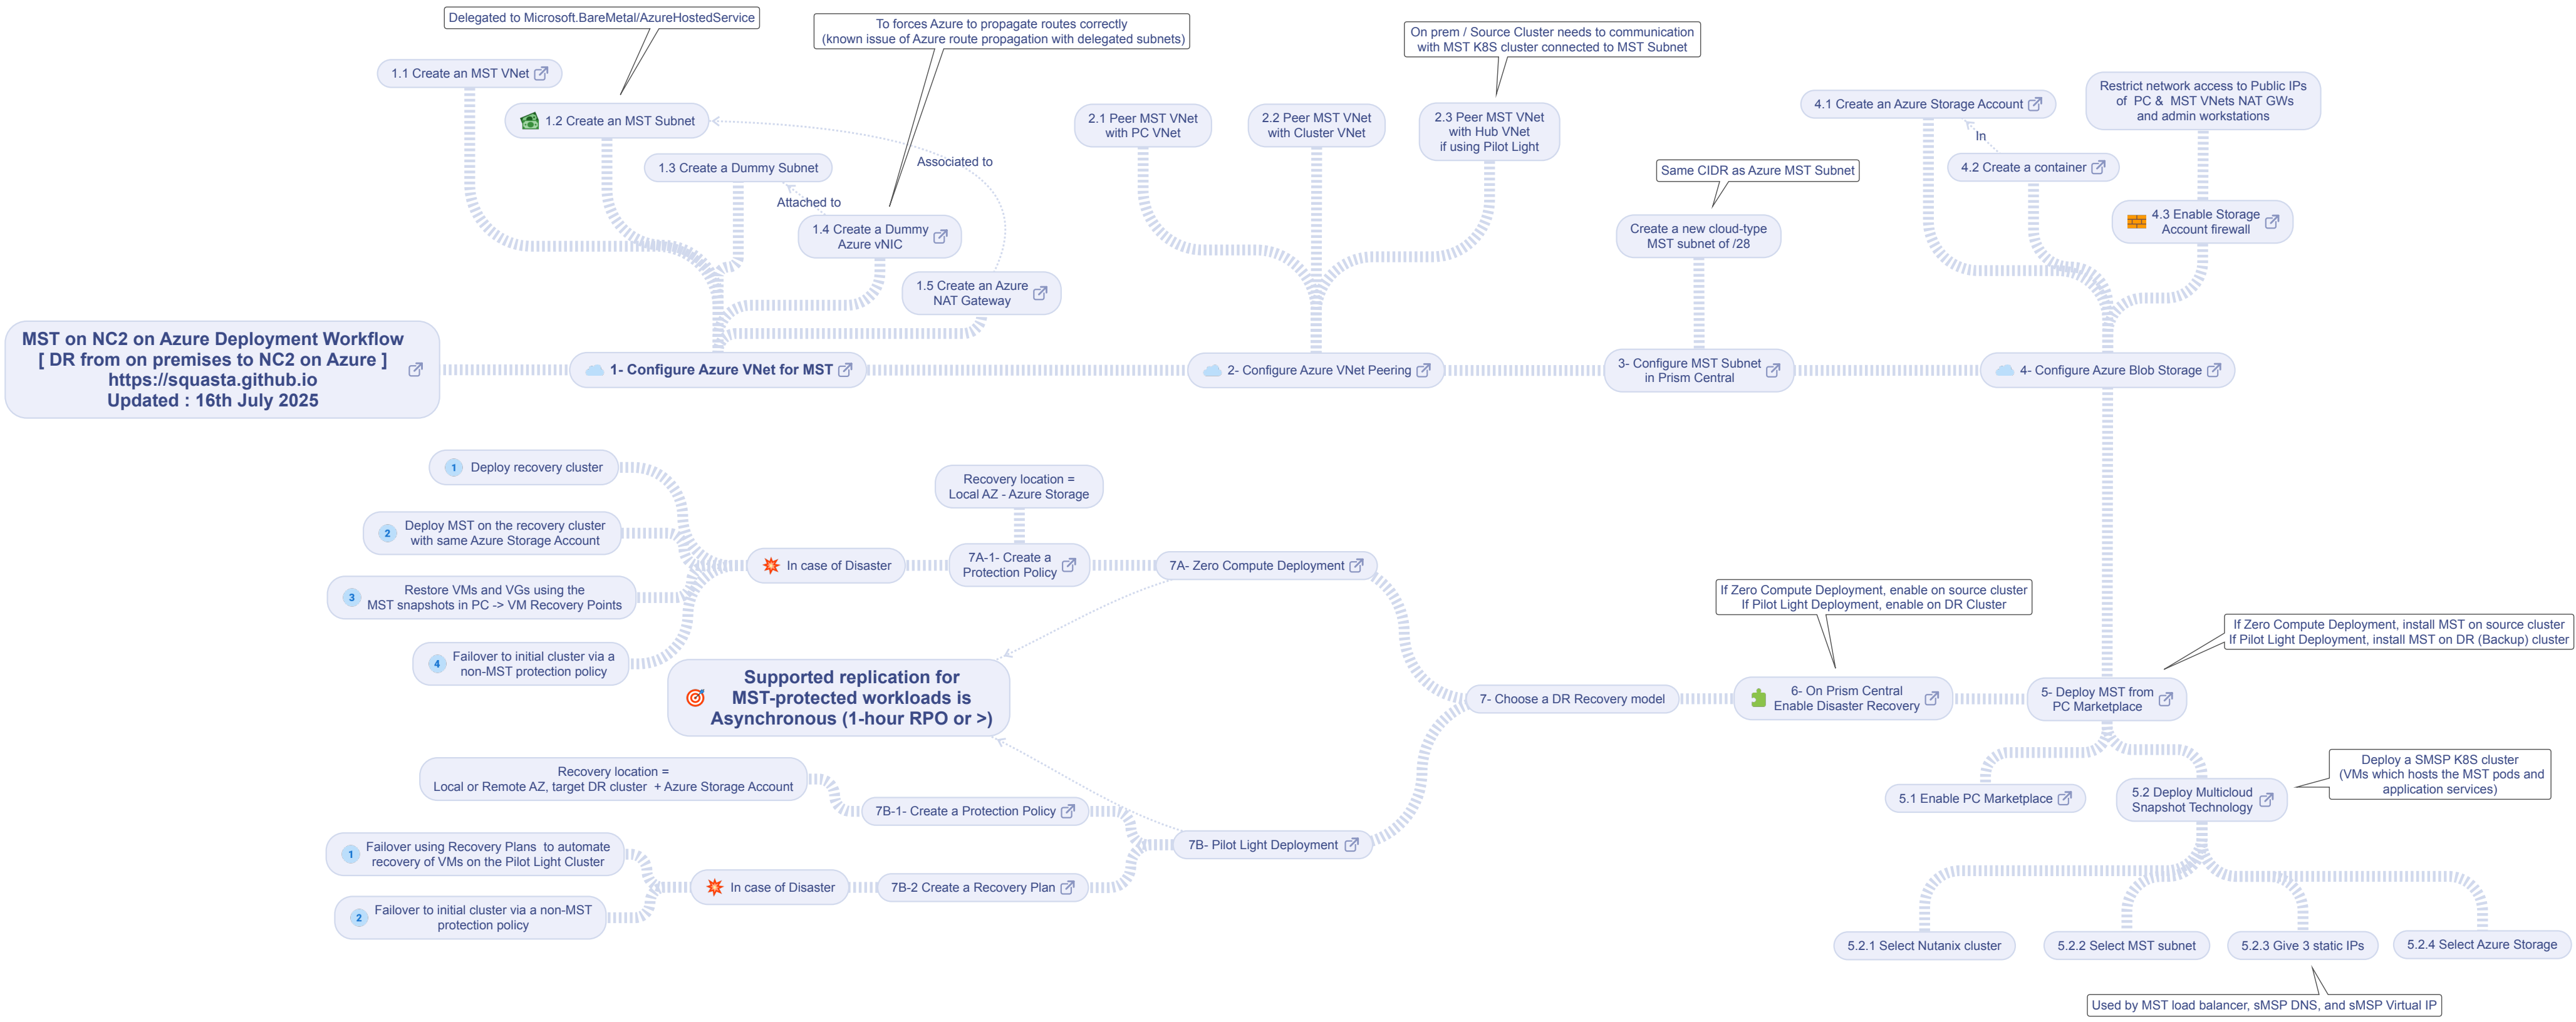 Delegated to Microsoft.BareMetal/AzureHostedService
To forces Azure to propagate routes correctly
(known issue of Azure route propagation with delegated subnets)
On prem / Source Cluster needs to communication
with MST K8S cluster connected to MST Subnet
1.1 Create an MST VNet
1.2 Create an MST Subnet
1.3 Create a Dummy Subnet
Attached to
1.4 Create a Dummy
Azure vNIC
Associated to
1.5 Create an Azure
NAT Gateway
2.1 Peer MST VNet
with PC VNet
2.2 Peer MST VNet
with Cluster VNet
2.3 Peer MST VNet
with Hub VNet
if using Pilot Light
Same CIDR as Azure MST Subnet
Create a new cloud-type
MST subnet of /28
4.1 Create an Azure Storage Account
In
4.2 Create a container
Restrict network access to Public IPs
of PC & MST VNets NAT GWs
and admin workstations
4.3 Enable Storage
Account firewall
MST on NC2 on Azure Deployment Workflow
[ DR from on premises to NC2 on Azure ]
https://squasta.github.io
Updated : 16th July 2025
1- Configure Azure VNet for MST
2- Configure Azure VNet Peering
3- Configure MST Subnet
in Prism Central
4- Configure Azure Blob Storage
1 Deploy recovery cluster
2 Deploy MST on the recovery cluster
with same Azure Storage Account
3 Restore VMs and VGs using the
MST snapshots in PC -> VM Recovery Points
4 Failover to initial cluster via a
non-MST protection policy
In case of Disaster
Recovery location =
Local AZ - Azure Storage
7A-1- Create a
Protection Policy
7A- Zero Compute Deployment
Supported replication for
MST-protected workloads is
Asynchronous (1-hour RPO or >)
7- Choose a DR Recovery model
If Zero Compute Deployment, enable on source cluster
If Pilot Light Deployment, enable on DR Cluster
6- On Prism Central
Enable Disaster Recovery
If Zero Compute Deployment, install MST on source cluster
If Pilot Light Deployment, install MST on DR (Backup) cluster
5- Deploy MST from
PC Marketplace
Recovery location =
Local or Remote AZ, target DR cluster + Azure Storage Account
7B-1- Create a Protection Policy
7B- Pilot Light Deployment
1 Failover using Recovery Plans to automate
recovery of VMs on the Pilot Light Cluster
2 Failover to initial cluster via a non-MST
protection policy
In case of Disaster
7B-2 Create a Recovery Plan
5.1 Enable PC Marketplace
5.2 Deploy Multicloud
Snapshot Technology
Deploy a SMSP K8S cluster
(VMs which hosts the MST pods and
application services)
5.2.1 Select Nutanix cluster
5.2.2 Select MST subnet
5.2.3 Give 3 static IPs
5.2.4 Select Azure Storage
Used by MST load balancer, sMSP DNS, and sMSP Virtual IP